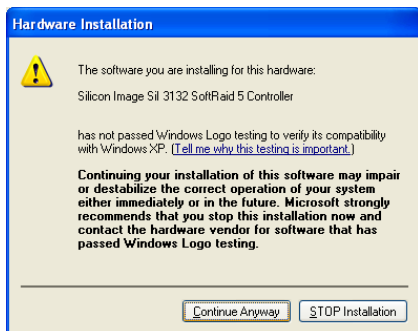 Hardware Installation
The software you are installing for this hardware:
Silicon Image SiI 3132 SoftRaid 5 Controller
has not passed Windows Logo testing to verify its compatibility
with Windows XP. (Tell me why this testing is important.)
Continuing your installation of this software may impair
or destabilize the correct operation of your system
either immediately or in the future. Microsoft strongly
recommends that you stop this installation now and
contact the hardware vendor for software that has
passed Windows Logo testing.
Continue Anyway
STOP Installation